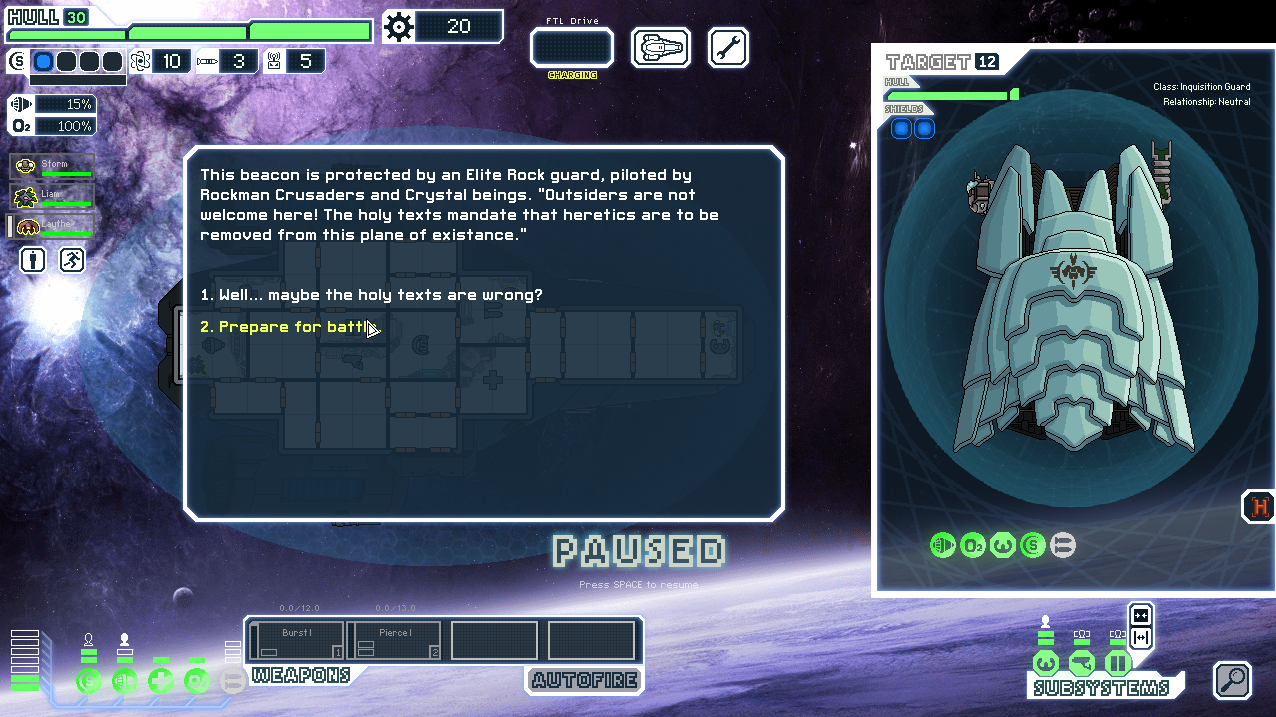 HULL 30
20
FTL Drive
CHARGING
10
3
5
15%
O2 100%
Storm
Liam
TARGET 12
HULL
SHIELDS
Class: Inquisition Guard
Relationship: Neutral
This beacon is protected by an Elite Rock guard, piloted by
Rockman Crusaders and Crystal beings. "Outsiders are not
welcome here! The holy texts mandate that heretics are to be
removed from this plane of existance."
1. Well... maybe the holy texts are wrong?
2. Prepare for battl
PAUSED
Press SPACE to resume
O2
H
0.0/12.0
0.0/13.0
Burst I
1
Pierce I
2
WEAPONS
AUTOFIRE
SUBSYSTEMS